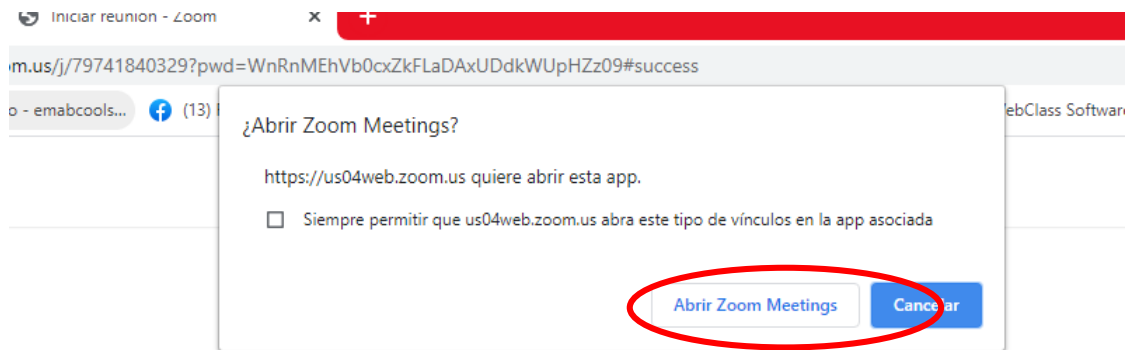 Iniciar reunión - Zoom
om.us/j/79741840329?pwd=WnRnMEhVb0cxZkFLaDAxUDdkWUpHZz09#success
o - emabcools... (13) ebClass Software
¿Abrir Zoom Meetings?
https://us04web.zoom.us quiere abrir esta app.
Siempre permitir que us04web.zoom.us abra este tipo de vínculos en la app asociada
Abrir Zoom Meetings Cancelar